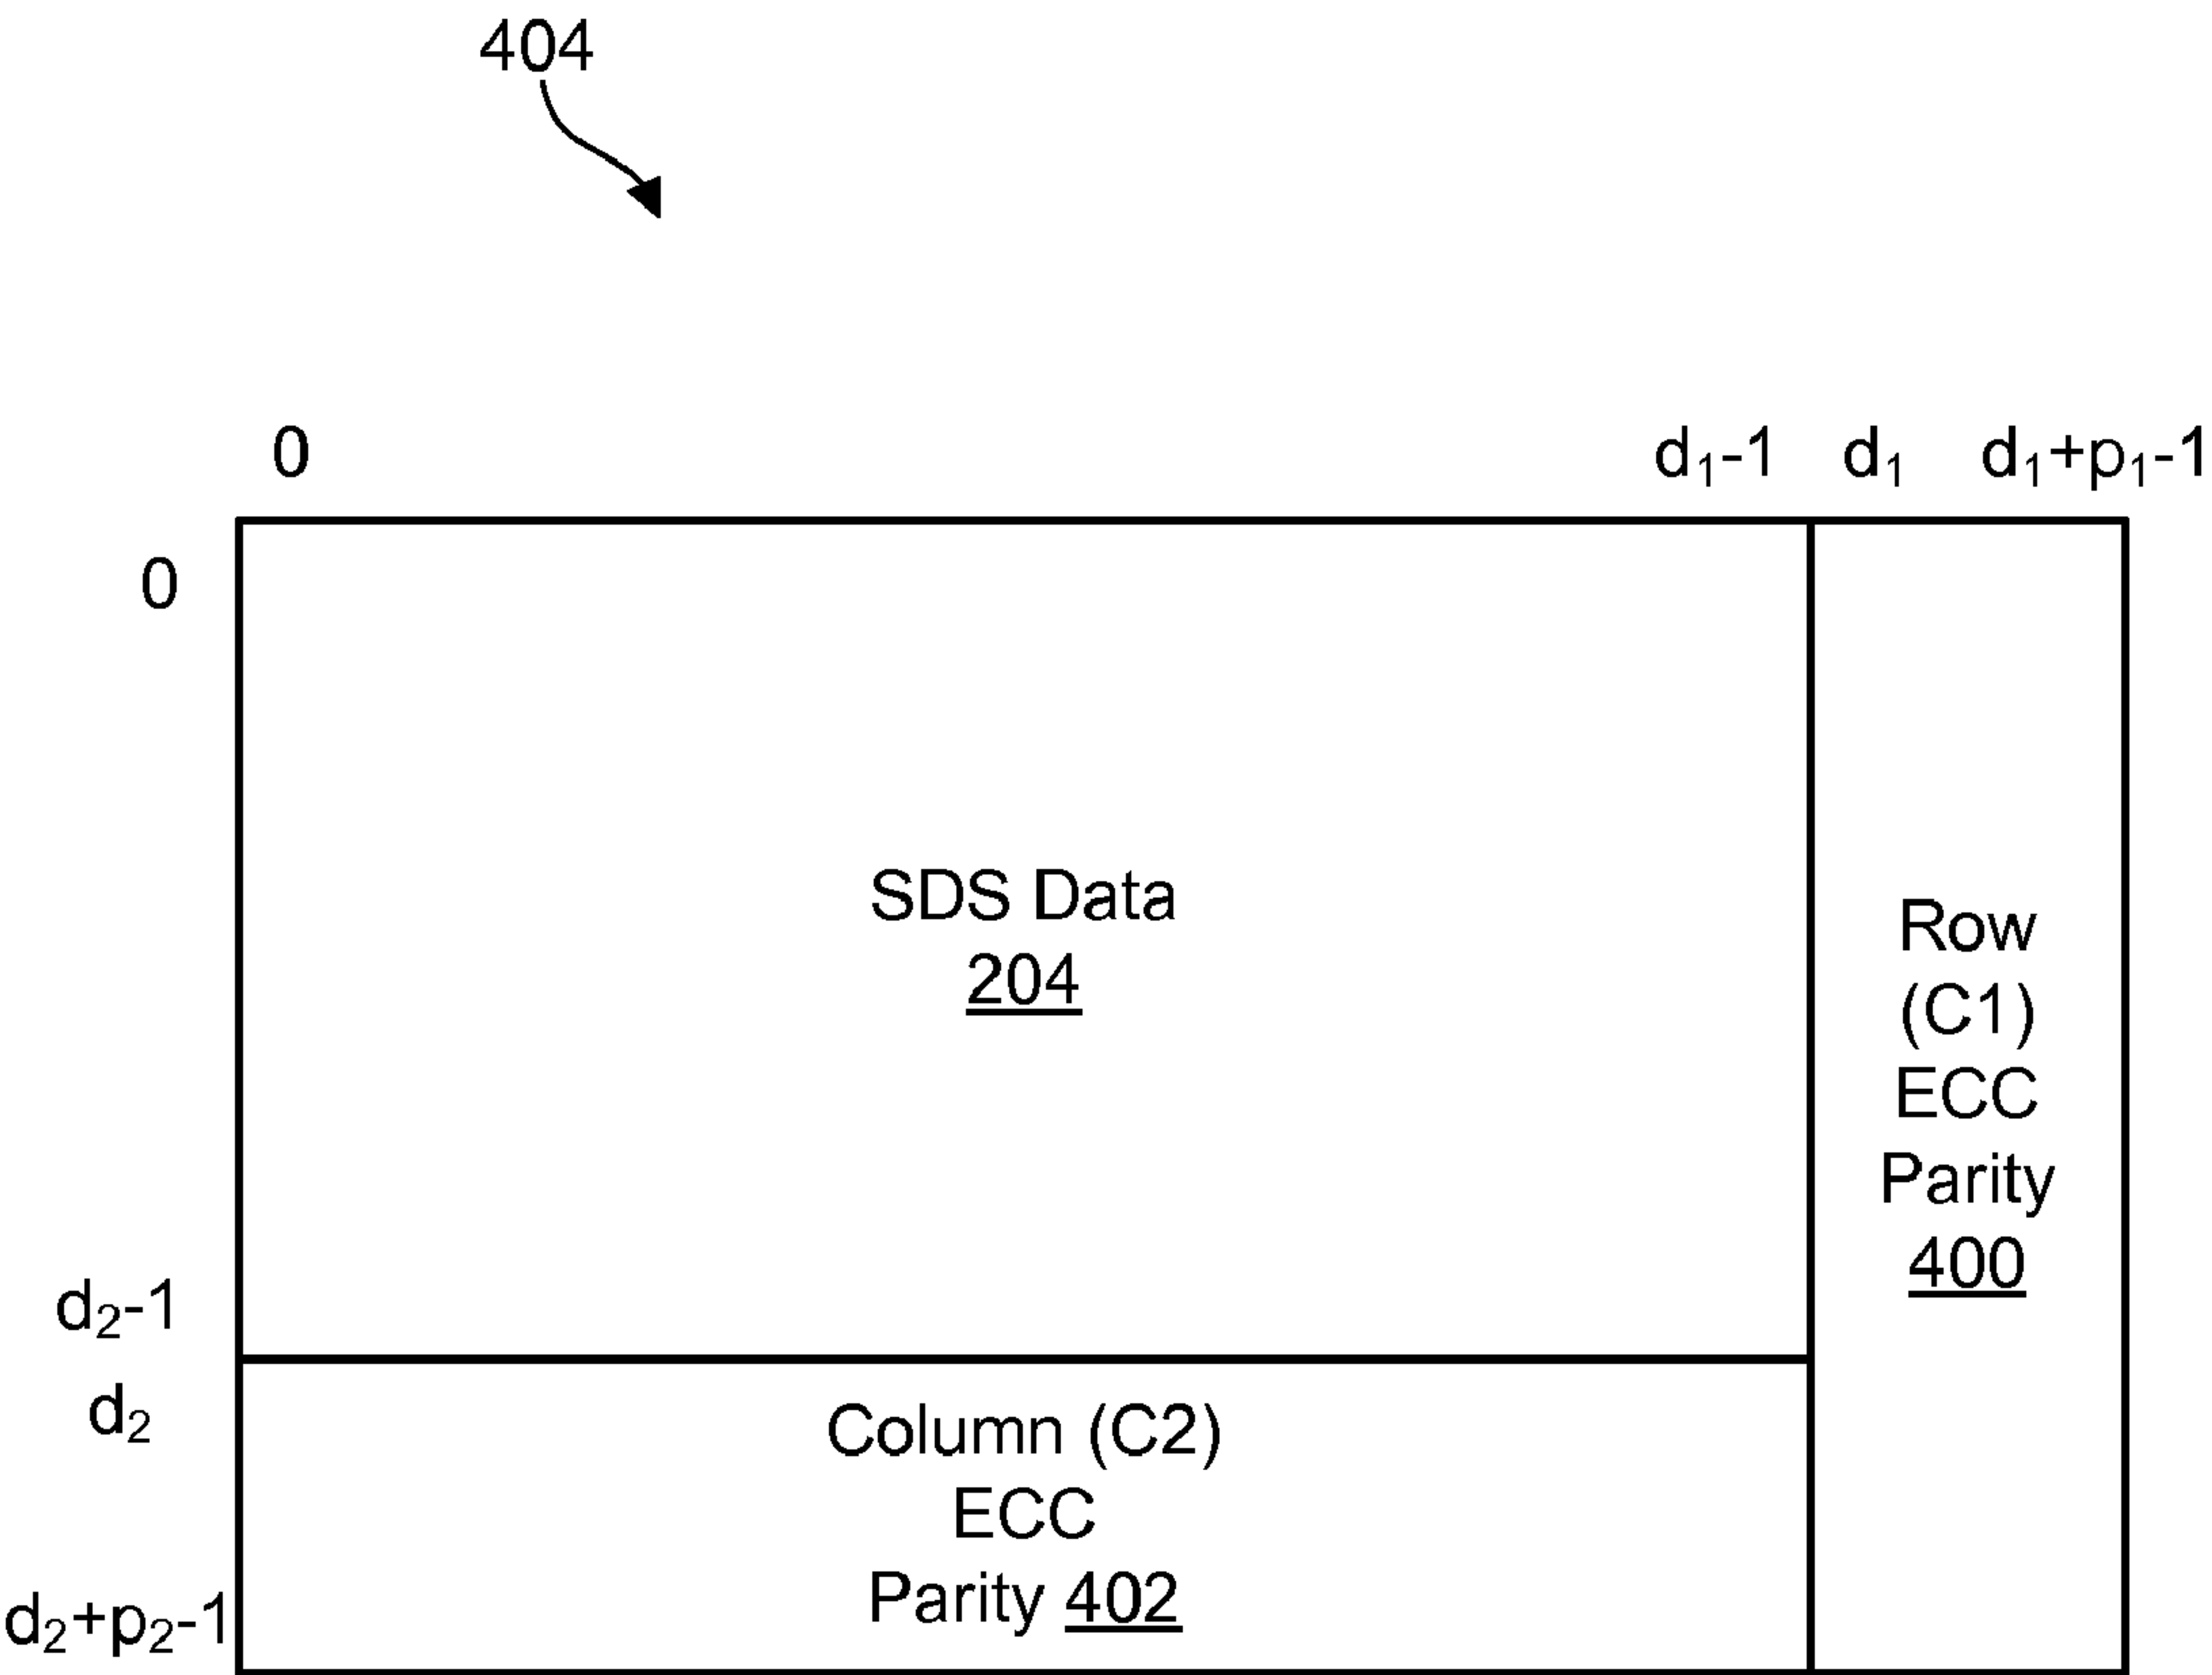 404
0 d₁-1 d₁ d₁+p₁-1
0
SDS Data
204
Row
(C1)
ECC
Parity
400
d₂-1
d₂
Column (C2)
ECC
Parity 402
d₂+p₂-1